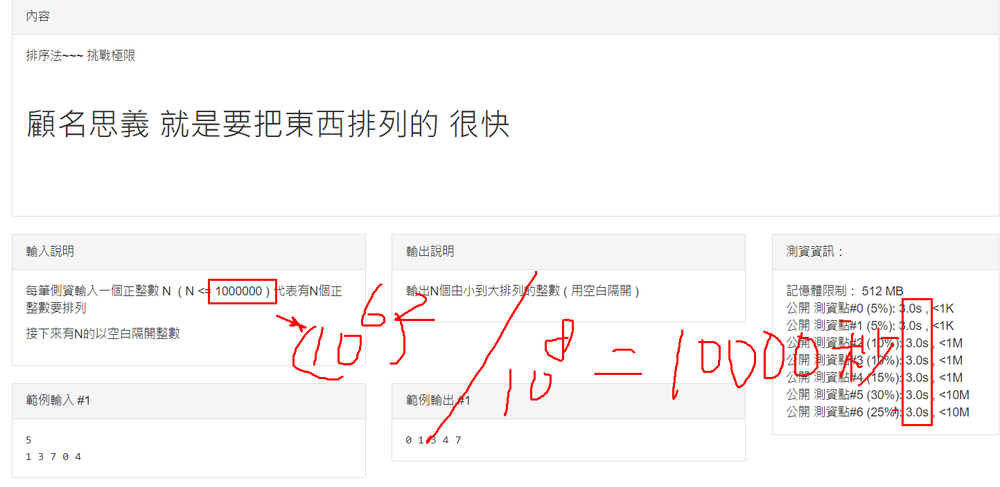 內容
排序法~~~ 挑戰極限
顧名思義 就是要把東西排列的 很快
輸入說明
每筆側資輸入一個正整數 N ( N <= 1000000 ) 代表有N個正
整數要排列
接下來有N的以空白隔開整數
輸出說明
輸出N個由小到大排列的整數 ( 用空白隔開 )
測資資訊：
記憶體限制： 512 MB
公開 測資點#0 (5%): 3.0s , <1K
公開 測資點#1 (5%): 3.0s , <1K
公開 測資點#2 (10%): 3.0s , <1M
公開 測資點#3 (10%): 3.0s , <1M
公開 測資點#4 (15%): 3.0s , <1M
公開 測資點#5 (30%): 3.0s , <10M
公開 測資點#6 (25%): 3.0s , <10M
(10^6)^2 / 10^8 = 10000 秒
範例輸入 #1
5
1 3 7 0 4
範例輸出 #1
0 1 3 4 7